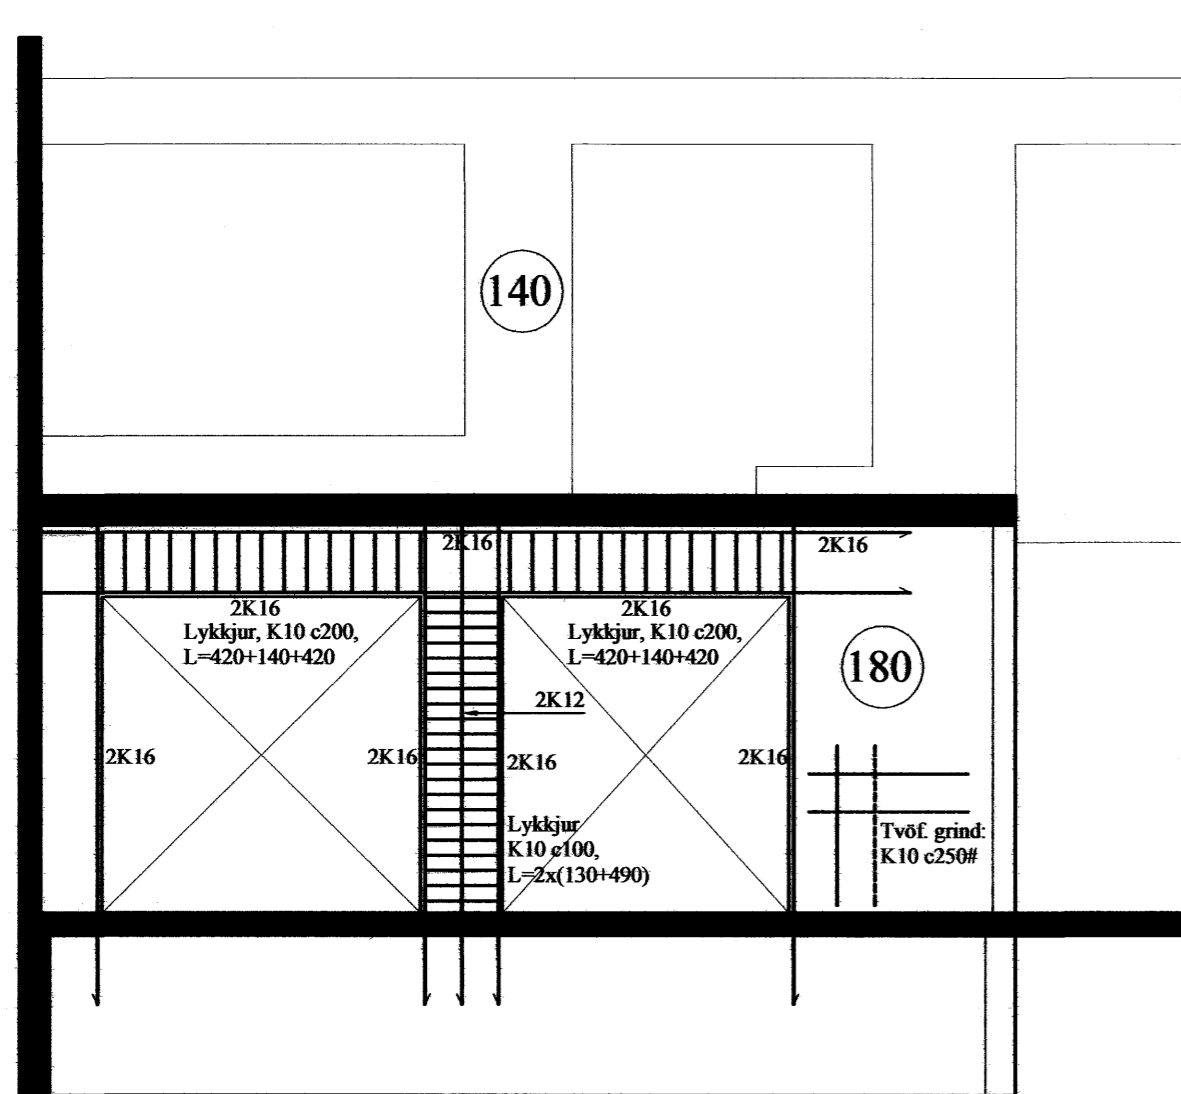 140
2K16
2K16
2K16
Lykkjur, K10 c200,
L=420+140+420
2K16
Lykkjur, K10 c200,
L=420+140+420
180
2K12
2K16
2K16
2K16
2K16
Lykkjur
K10 c100,
L=2x(130+490)
Tvöf. grind:
K10 c250#